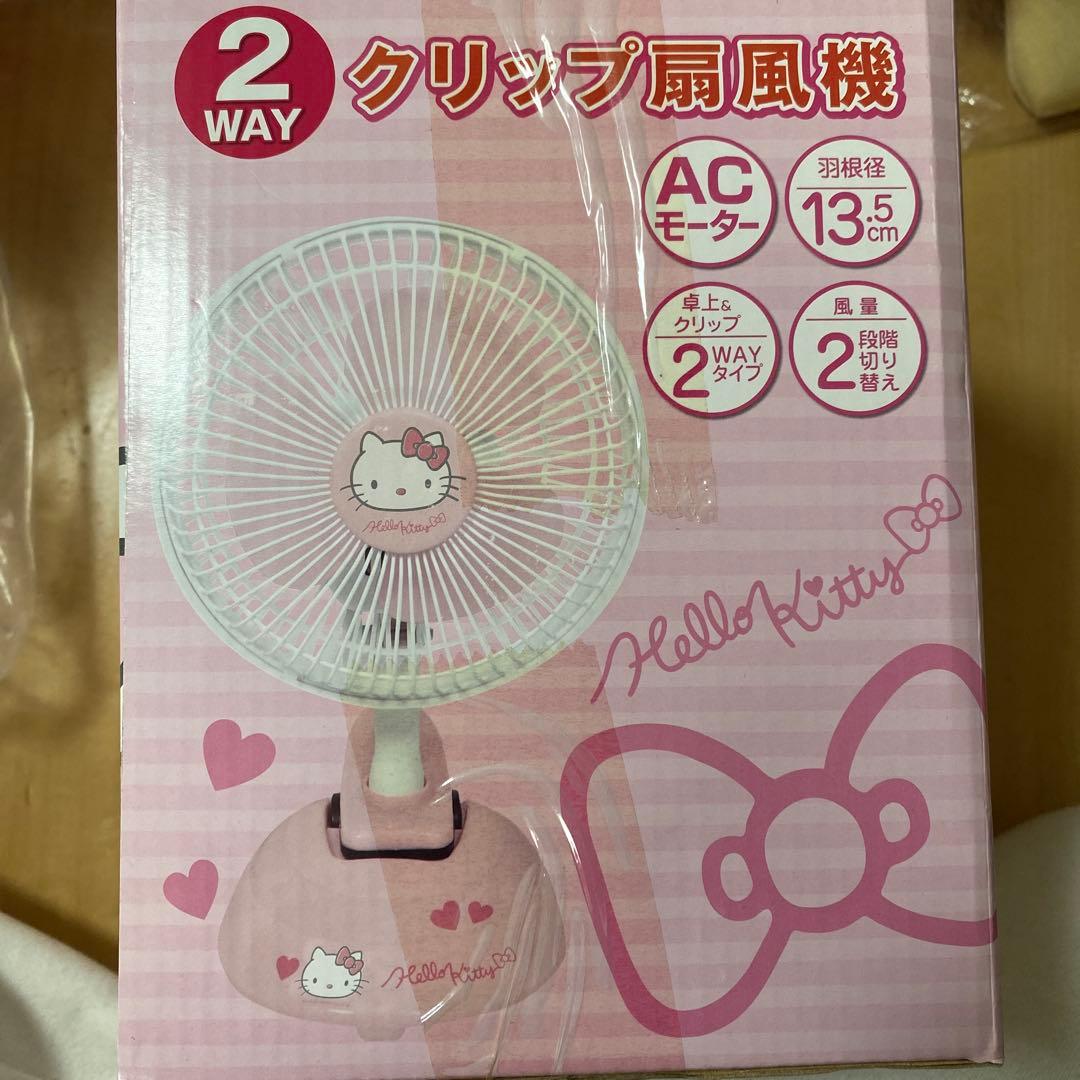 2
WAY
クリップ扇風機
AC
モーター
羽根径
13.5
cm
卓上&
クリップ
2 WAY
タイプ
風量
2段階
切り
替え
Hello Kitty
Hello Kitty
Hello Kitty